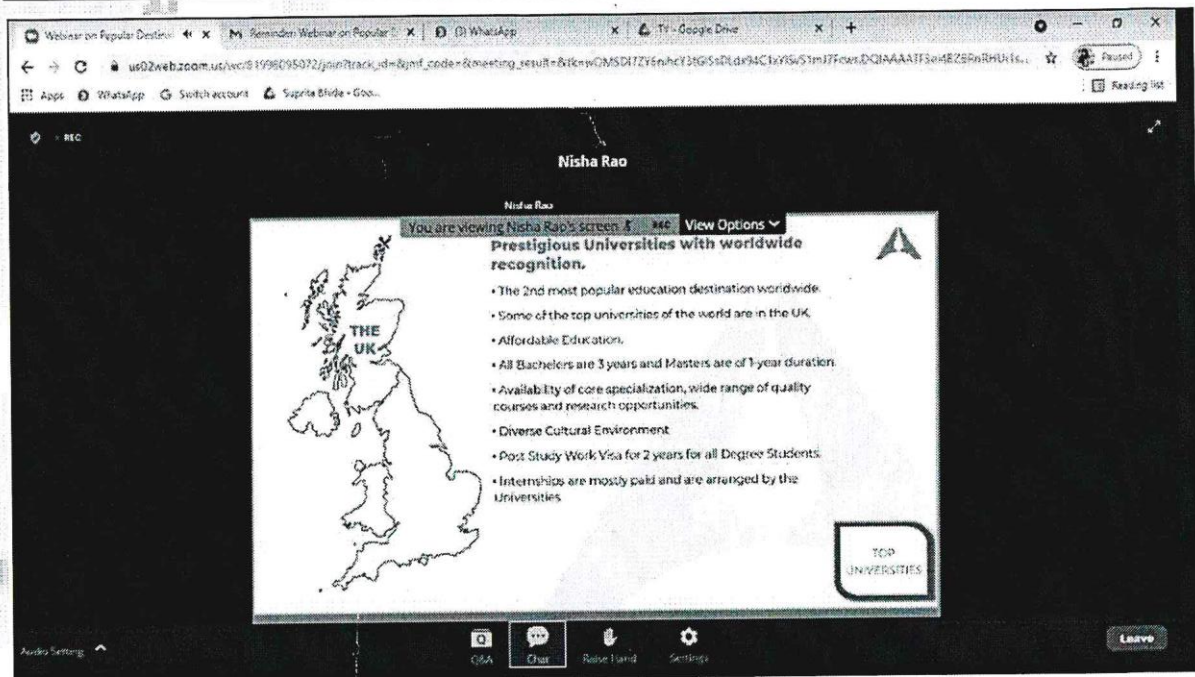 Webinar on Popular Destin
Reminder: Webinar on Popular
(3) WhatsApp
TY - Google Drive
Paused
Apps
WhatsApp
Switch account
Suprita Bhide - Goo...
Reading list
REC
Nisha Rao
Nisha Rao
You are viewing Nisha Rao's screen
REC
View Options
Prestigious Universities with worldwide
recognition.
• The 2nd most popular education destination worldwide.
• Some of the top universities of the world are in the UK.
• Affordable Education.
• All Bachelors are 3 years and Masters are of 1-year duration.
• Availability of core specialization, wide range of quality
courses and research opportunities.
• Diverse Cultural Environment
• Post Study Work Visa for 2 years for all Degree Students.
• Internships are mostly paid and are arranged by the
Universities
THE
UK
TOP
UNIVERSITIES
Audio Setting
Q&A
Chat
Raise Hand
Settings
Leave